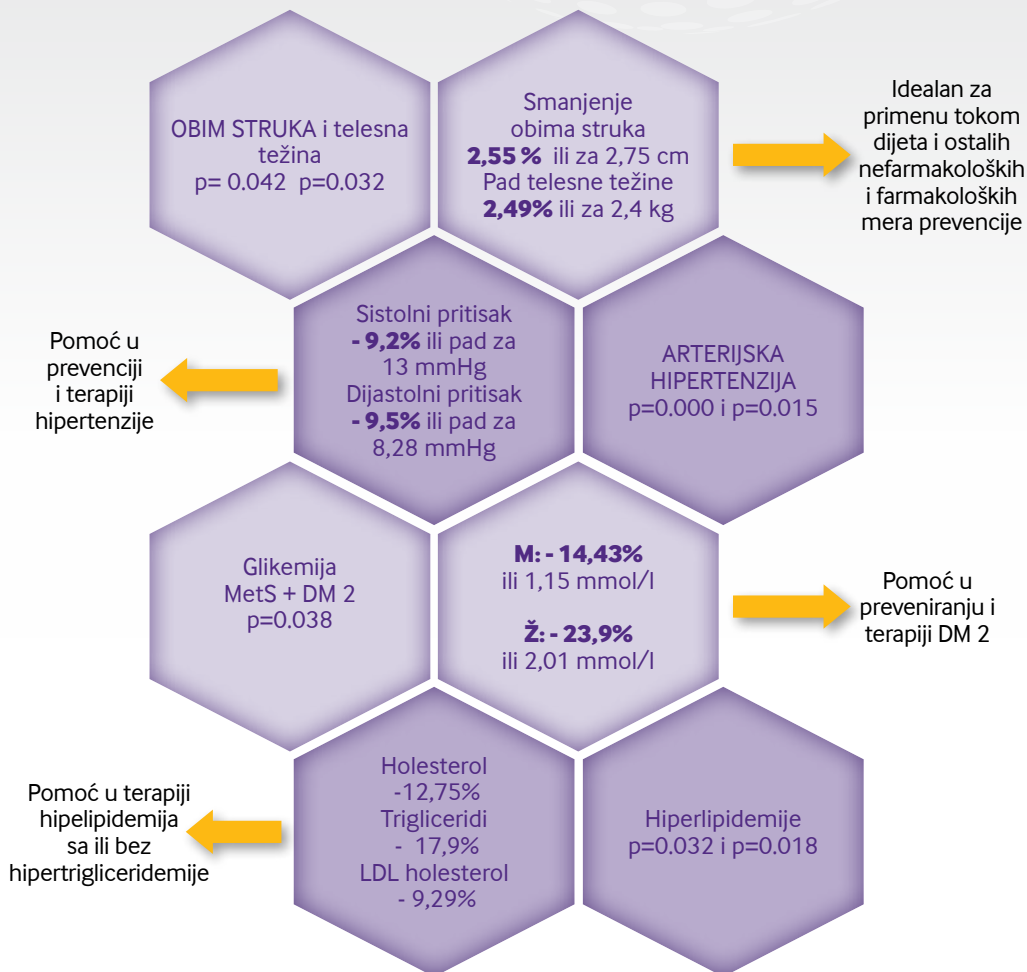 OBIM STRUKA i telesna
težina
p= 0.042 p=0.032
Smanjenje
obima struka
2,55 % ili za 2,75 cm
Pad telesne težine
2,49% ili za 2,4 kg
Idealan za
primenu tokom
dijeta i ostalih
nefarmakoloških
i farmakoloških
mera prevencije
Pomoć u
prevenciji
i terapiji
hipertenzije
Sistolni pritisak
- 9,2% ili pad za
13 mmHg
Dijastolni pritisak
- 9,5% ili pad za
8,28 mmHg
ARTERIJSKA
HIPERTENZIJA
p=0.000 i p=0.015
Glikemija
MetS + DM 2
p=0.038
M: - 14,43%
ili 1,15 mmol/l
Ž: - 23,9%
ili 2,01 mmol/l
Pomoć u
preveniranju i
terapiji DM 2
Pomoć u terapiji
hipelipidemija
sa ili bez
hipertrigliceridemije
Holesterol
-12,75%
Trigliceridi
- 17,9%
LDL holesterol
- 9,29%
Hiperlipidemije
p=0.032 i p=0.018